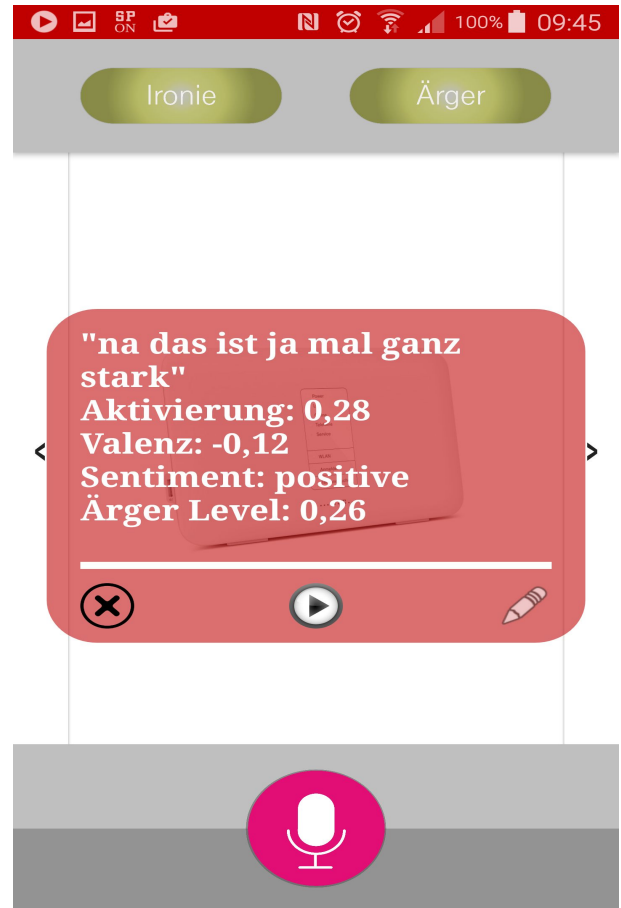 SP
ON
100% 09:45
Ironie Ärger
"na das ist ja mal ganz
stark"
Aktivierung: 0,28
Valenz: -0,12
Sentiment: positive
Ärger Level: 0,26
WLAN
< >